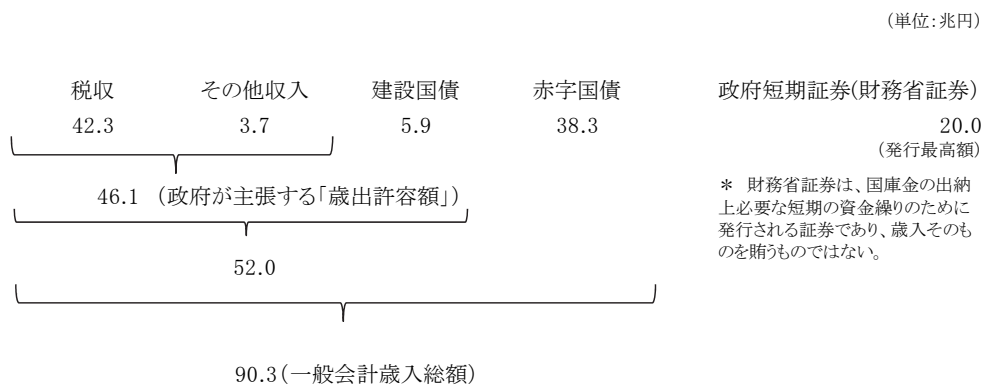 (単位:兆円)
税収 その他収入 建設国債 赤字国債 政府短期証券(財務省証券)
42.3 3.7 5.9 38.3 20.0
(発行最高額)
46.1 (政府が主張する「歳出許容額」)
* 財務省証券は、国庫金の出納
上必要な短期の資金繰りのために
発行される証券であり、歳入そのも
のを賄うものではない。
52.0
90.3(一般会計歳入総額)